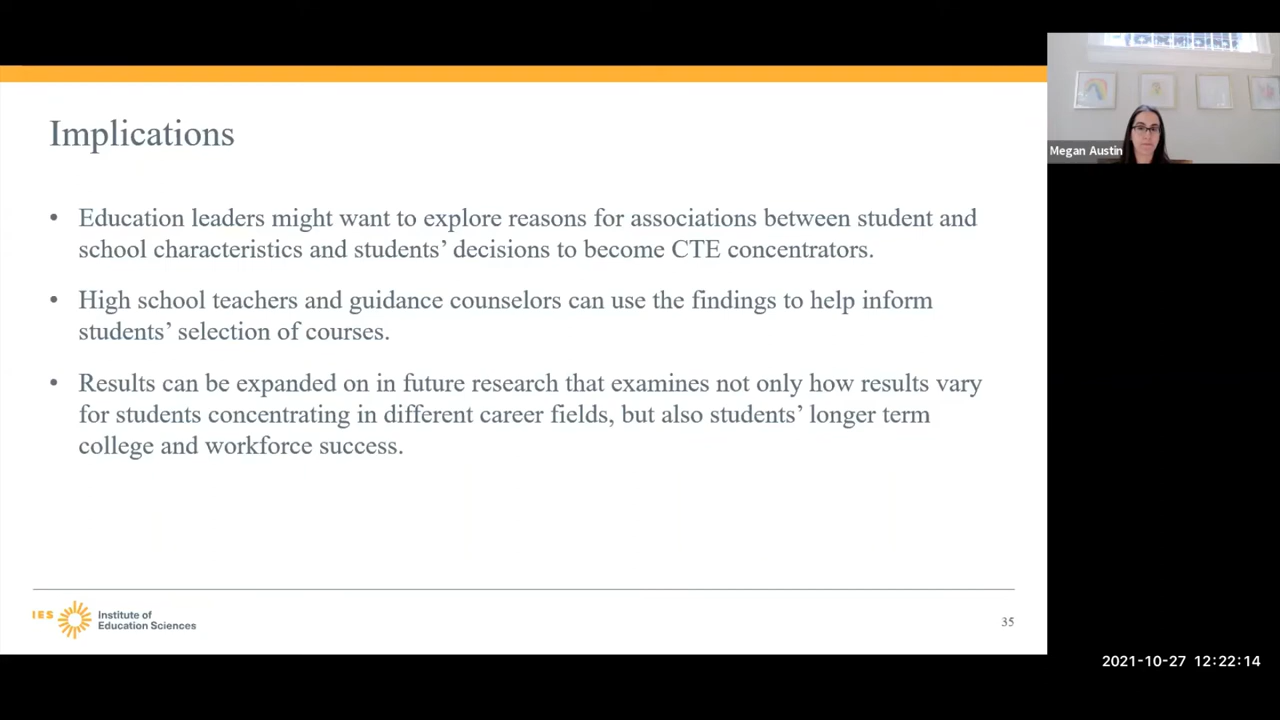 Implications
• Education leaders might want to explore reasons for associations between student and
school characteristics and students’ decisions to become CTE concentrators.
• High school teachers and guidance counselors can use the findings to help inform
students’ selection of courses.
• Results can be expanded on in future research that examines not only how results vary
for students concentrating in different career fields, but also students’ longer term
college and workforce success.
IES
Institute of
Education Sciences
35
Megan Austin
2021-10-27 12:22:14